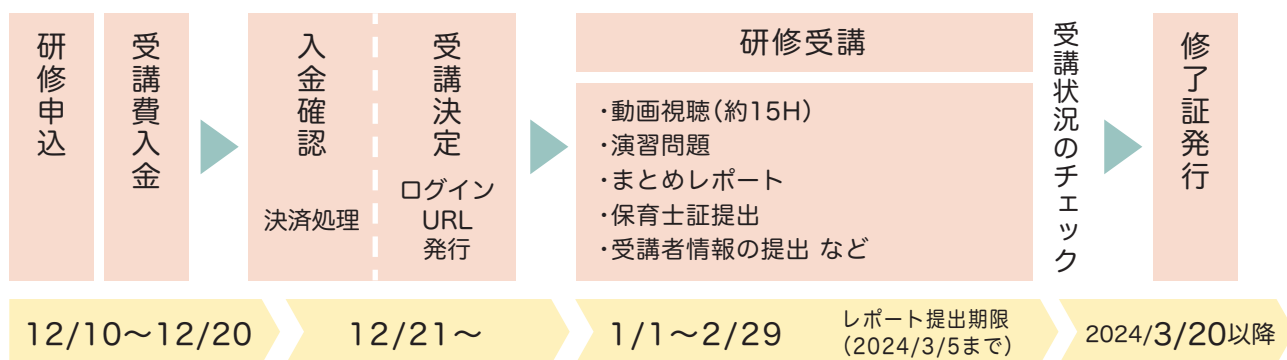 研修申込
受講費入金
入金確認
決済処理
受講決定
ログイン
URL
発行
研修受講
・動画視聴(約15H)
・演習問題
・まとめレポート
・保育士証提出
・受講者情報の提出 など
受講状況のチェック
修了証発行
12/10〜12/20
12/21〜
1/1〜2/29
レポート提出期限
(2024/3/5まで)
2024/3/20以降